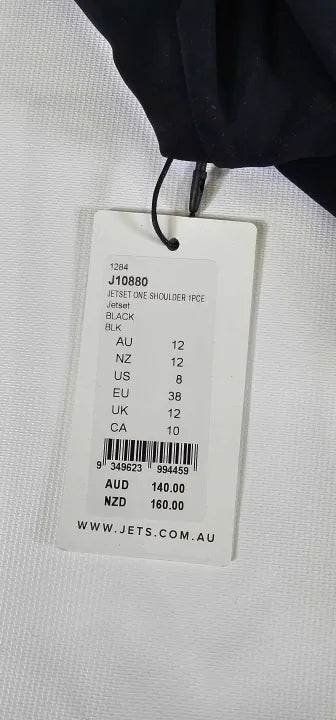 1284
J10880
JETSET ONE SHOULDER 1PCE
Jetset
BLACK
BLK
AU 12
NZ 12
US 8
EU 38
UK 12
CA 10
9 349623 994459
AUD 140.00
NZD 160.00
WWW.JETS.COM.AU